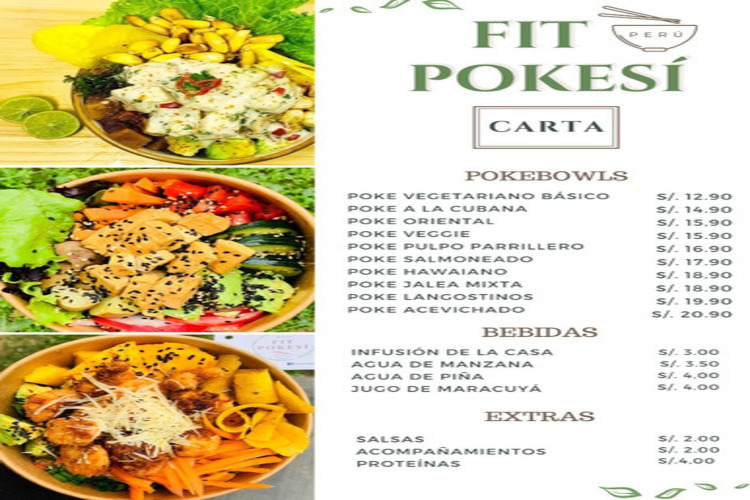 FIT
PERÚ
POKESÍ
CARTA
POKEBOWLS
POKE VEGETARIANO BÁSICO S/. 12.90
POKE A LA CUBANA S/. 14.90
POKE ORIENTAL S/. 15.90
POKE VEGGIE S/. 15.90
POKE PULPO PARRILLERO S/. 16.90
POKE SALMONEADO S/. 17.90
POKE HAWAIANO S/. 18.90
POKE JALEA MIXTA S/. 18.90
POKE LANGOSTINOS S/. 19.90
POKE ACEVICHADO S/. 20.90
BEBIDAS
INFUSIÓN DE LA CASA S/. 3.00
AGUA DE MANZANA S/. 3.50
AGUA DE PIÑA S/. 4.00
JUGO DE MARACUYÁ S/. 4.00
EXTRAS
SALSAS S/. 2.00
ACOMPAÑAMIENTOS S/. 2.00
PROTEÍNAS S/.4.00
FIT
POKESÍ